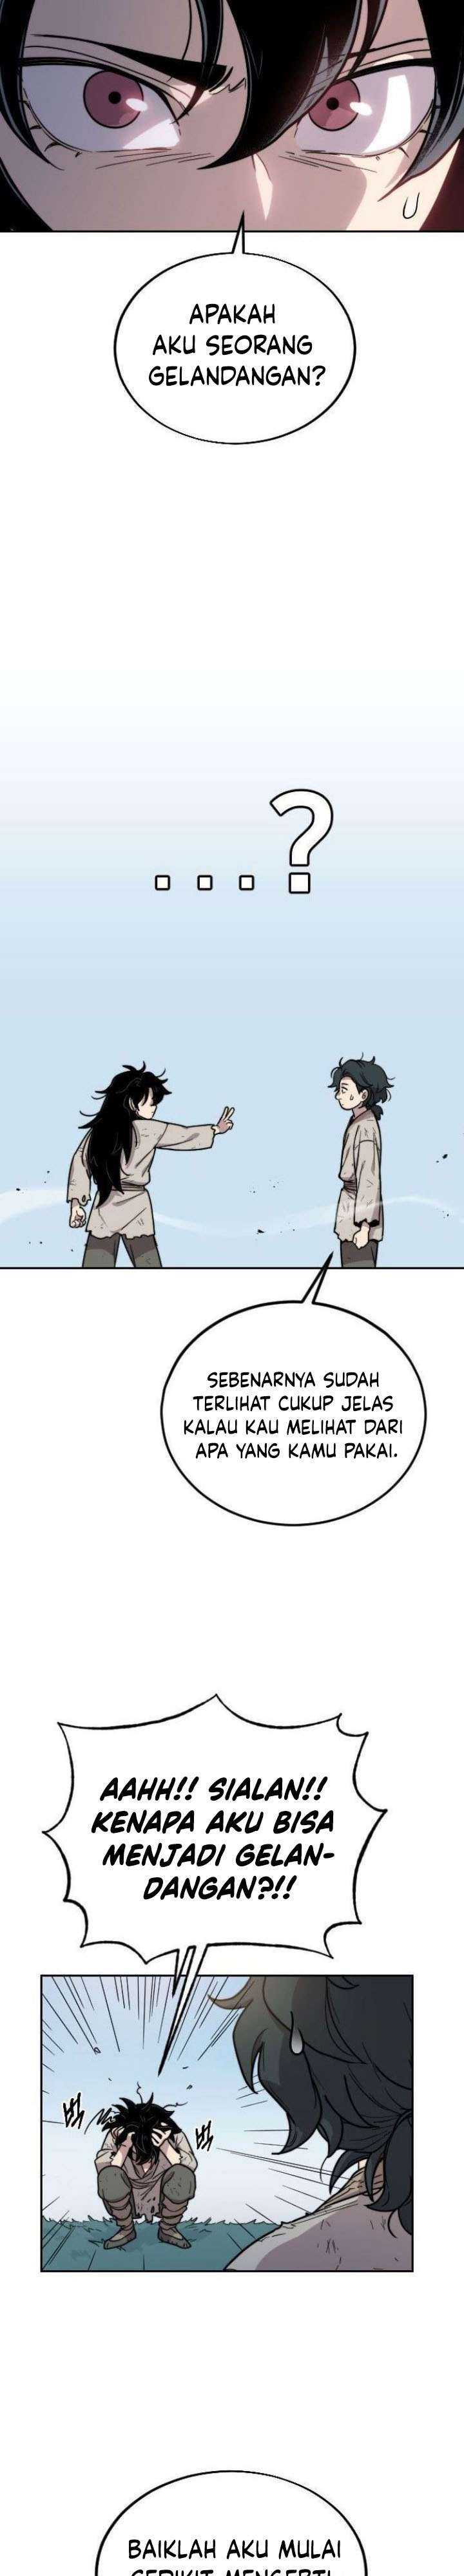 APAKAH
AKU SEORANG
GELANDANGAN?
...?
SEBENARNYA SUDAH
TERLIHAT CUKUP JELAS
KALAU KAU MELIHAT DARI
APA YANG KAMU PAKAI.
AAHH!! SIALAN!!
KENAPA AKU BISA
MENJADI GELAN-
DANGAN?!!
BAIKLAH AKU MULAI